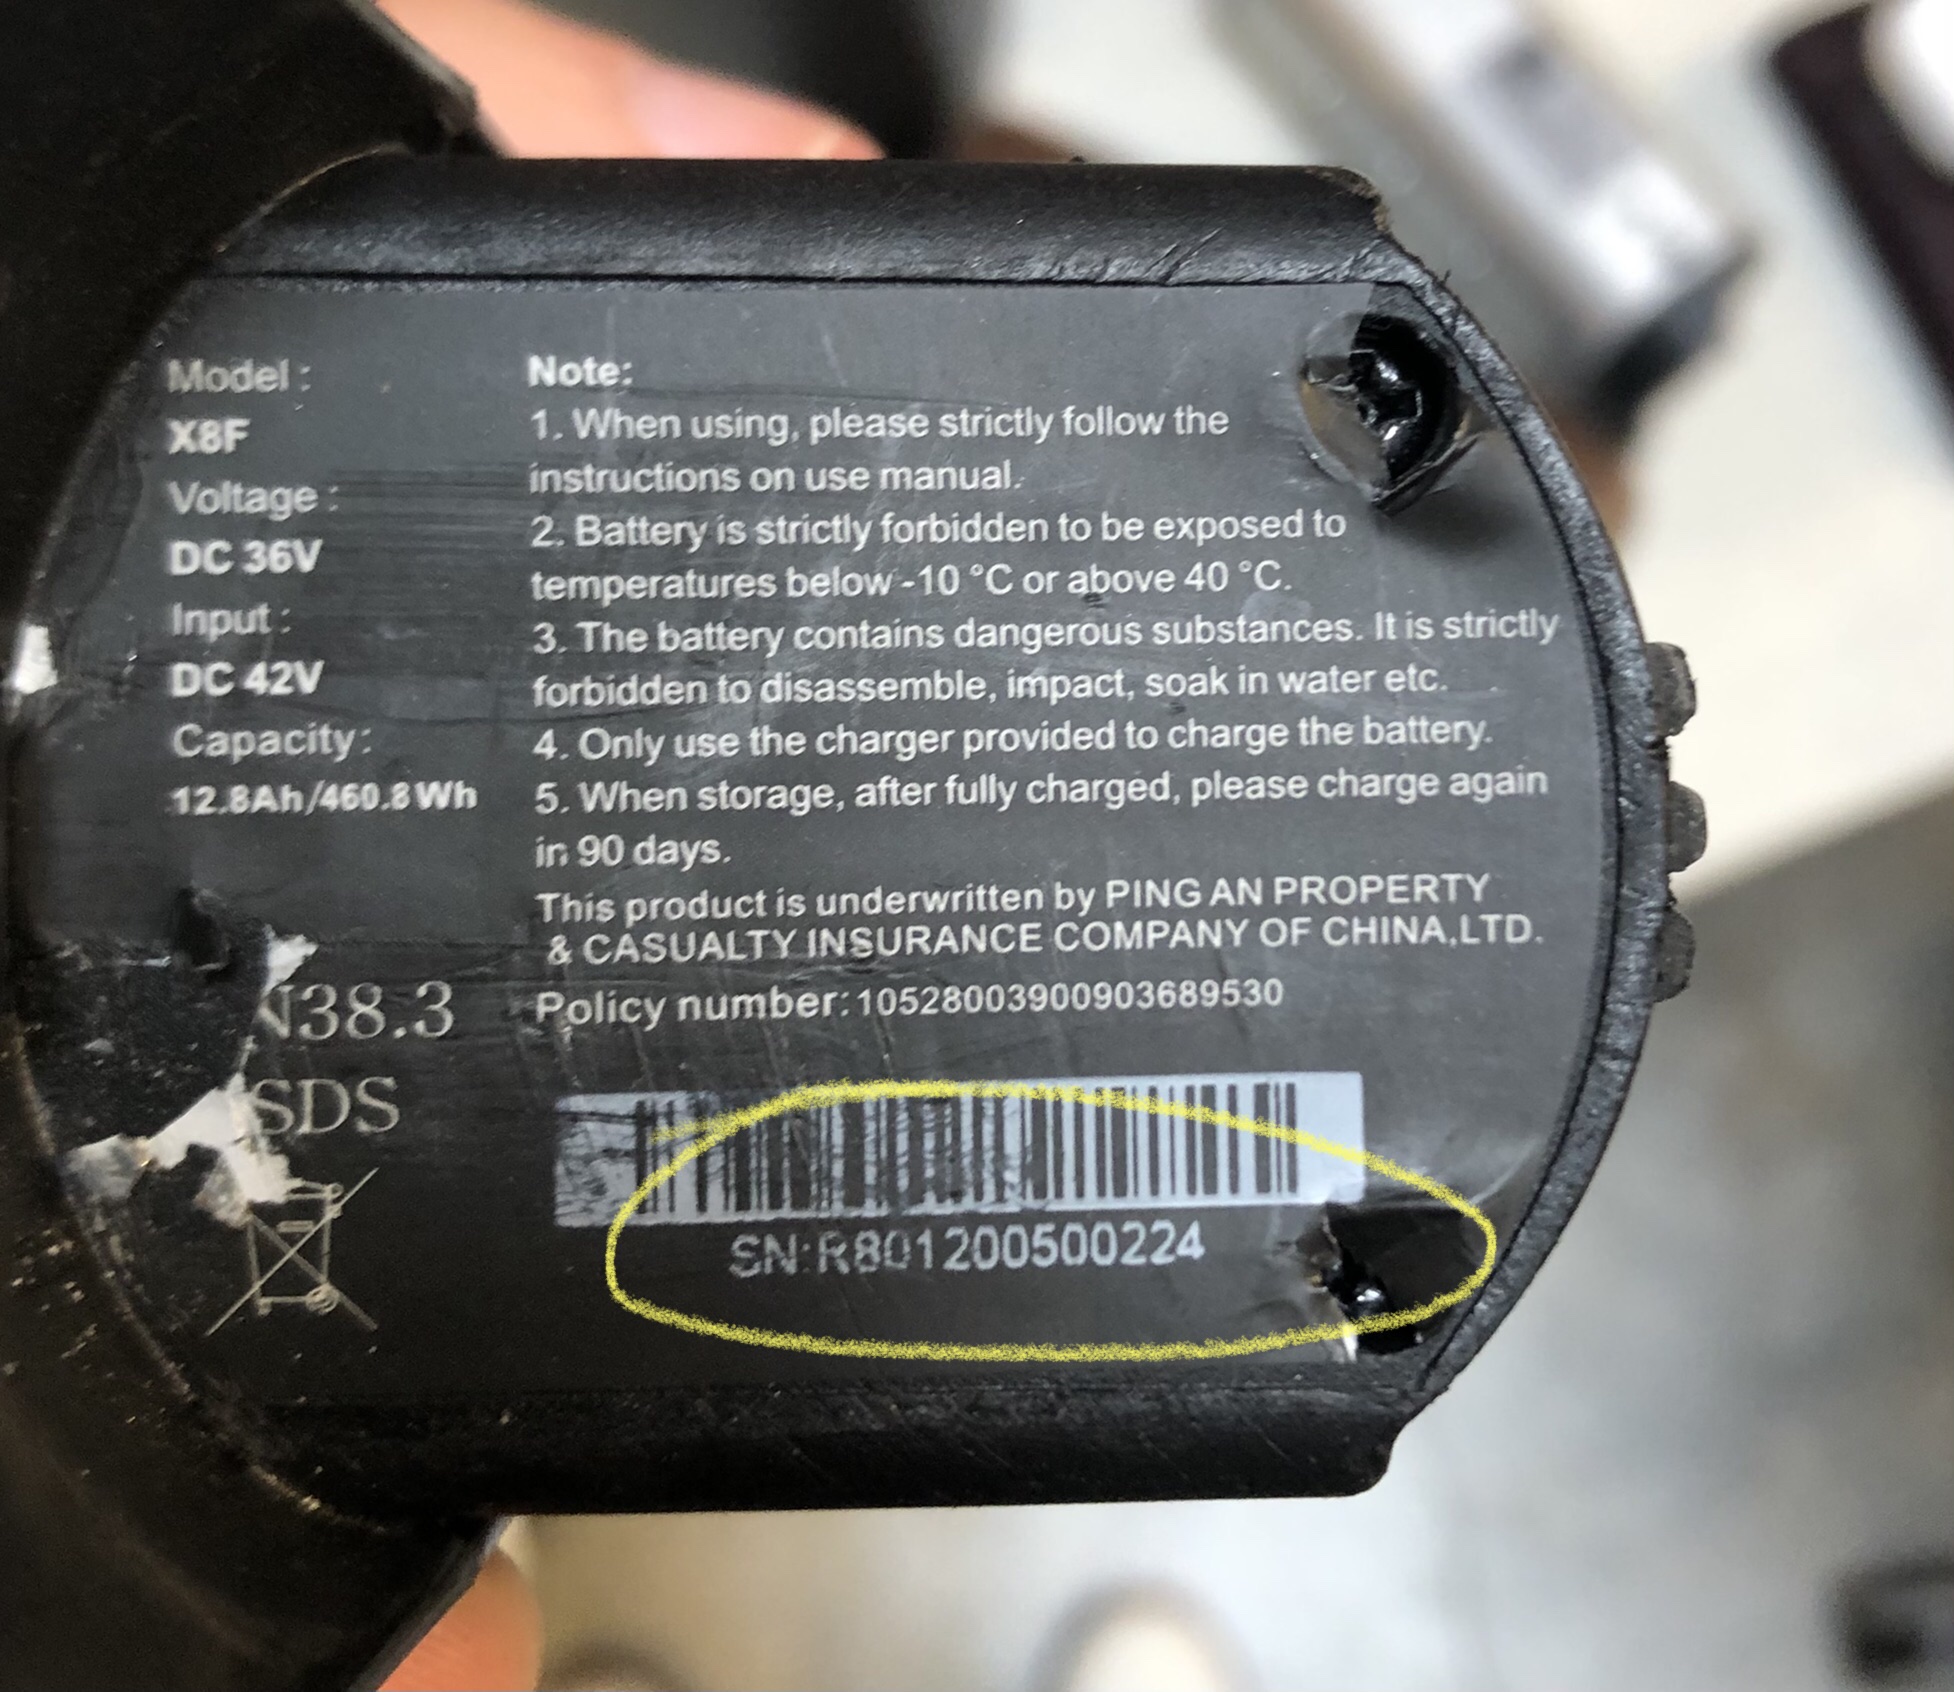 Model :
X8F
Voltage :
DC 36V
Input :
DC 42V
Capacity:
12.8Ah/460.8Wh
N38.3
SDS
Note:
1. When using, please strictly follow the
instructions on use manual.
2. Battery is strictly forbidden to be exposed to
temperatures below -10 °C or above 40 °C.
3. The battery contains dangerous substances. It is strictly
forbidden to disassemble, impact, soak in water etc.
4. Only use the charger provided to charge the battery.
5. When storage, after fully charged, please charge again
in 90 days.
This product is underwritten by PING AN PROPERTY
& CASUALTY INSURANCE COMPANY OF CHINA,LTD.
Policy number:10528003900903689530
SN:R801200500224